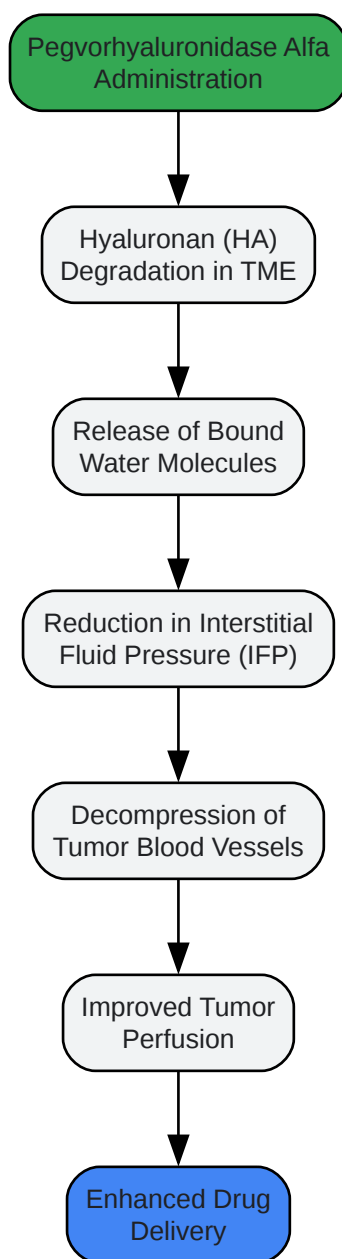 Pegvorhyaluronidase Alfa
Administration
Hyaluronan (HA)
Degradation in TME
Release of Bound
Water Molecules
Reduction in Interstitial
Fluid Pressure (IFP)
Decompression of
Tumor Blood Vessels
Improved Tumor
Perfusion
Enhanced Drug
Delivery